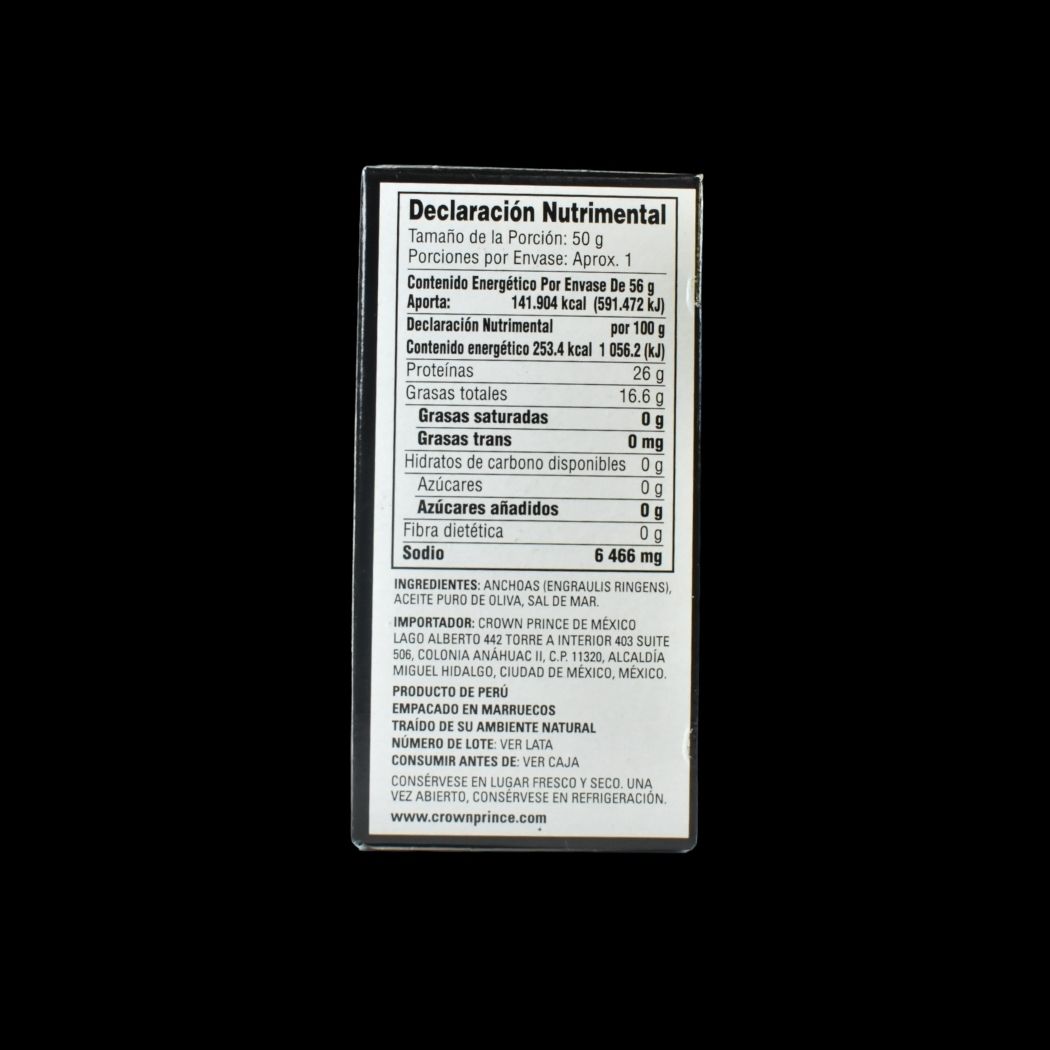 Declaración Nutrimental
Tamaño de la Porción: 50 g
Porciones por Envase: Aprox. 1
Contenido Energético Por Envase De 56 g
Aporta: 141.904 kcal (591.472 kJ)
Declaración Nutrimental por 100 g
Contenido energético 253.4 kcal 1 056.2 (kJ)
Proteínas 26 g
Grasas totales 16.6 g
Grasas saturadas 0 g
Grasas trans 0 mg
Hidratos de carbono disponibles 0 g
Azúcares 0 g
Azúcares añadidos 0 g
Fibra dietética 0 g
Sodio 6 466 mg
INGREDIENTES: ANCHOAS (ENGRAULIS RINGENS),
ACEITE PURO DE OLIVA, SAL DE MAR.
IMPORTADOR: CROWN PRINCE DE MÉXICO
LAGO ALBERTO 442 TORRE A INTERIOR 403 SUITE
506, COLONIA ANÁHUAC II, C.P. 11320, ALCALDÍA
MIGUEL HIDALGO, CIUDAD DE MÉXICO, MÉXICO.
PRODUCTO DE PERÚ
EMPACADO EN MARRUECOS
TRAÍDO DE SU AMBIENTE NATURAL
NÚMERO DE LOTE: VER LATA
CONSUMIR ANTES DE: VER CAJA
CONSÉRVESE EN LUGAR FRESCO Y SECO. UNA
VEZ ABIERTO, CONSÉRVESE EN REFRIGERACIÓN.
www.crownprince.com